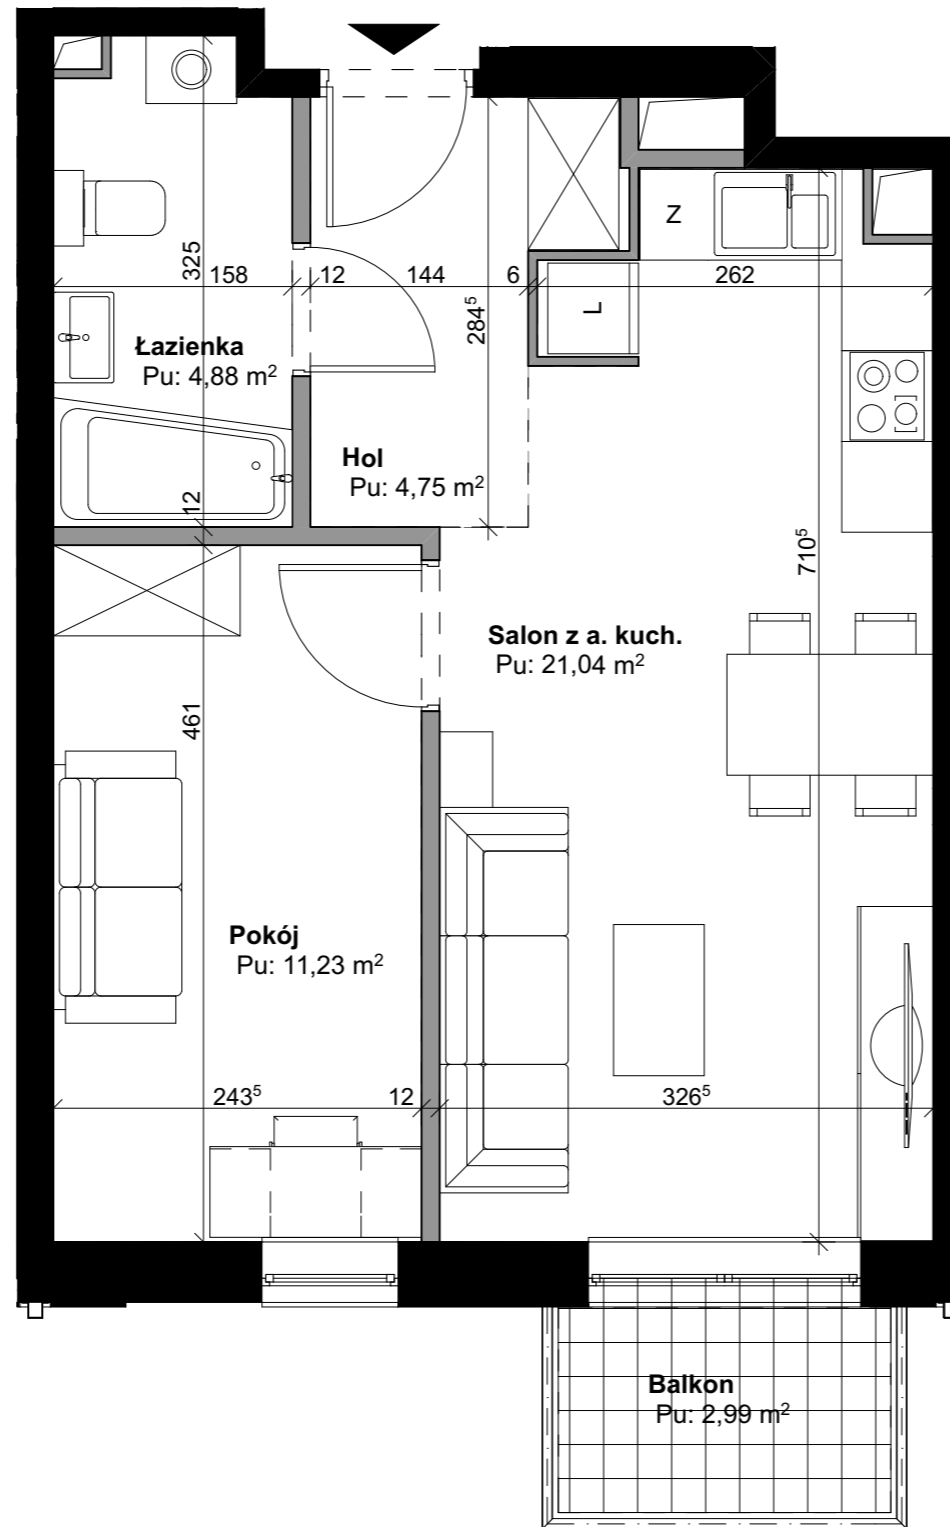 Z
325
158
12
144
6
262
284⁵
L
Łazienka
Pu: 4,88 m²
Hol
Pu: 4,75 m²
12
710⁵
Salon z a. kuch.
Pu: 21,04 m²
461
Pokój
Pu: 11,23 m²
243⁵
12
326⁵
Balkon
Pu: 2,99 m²